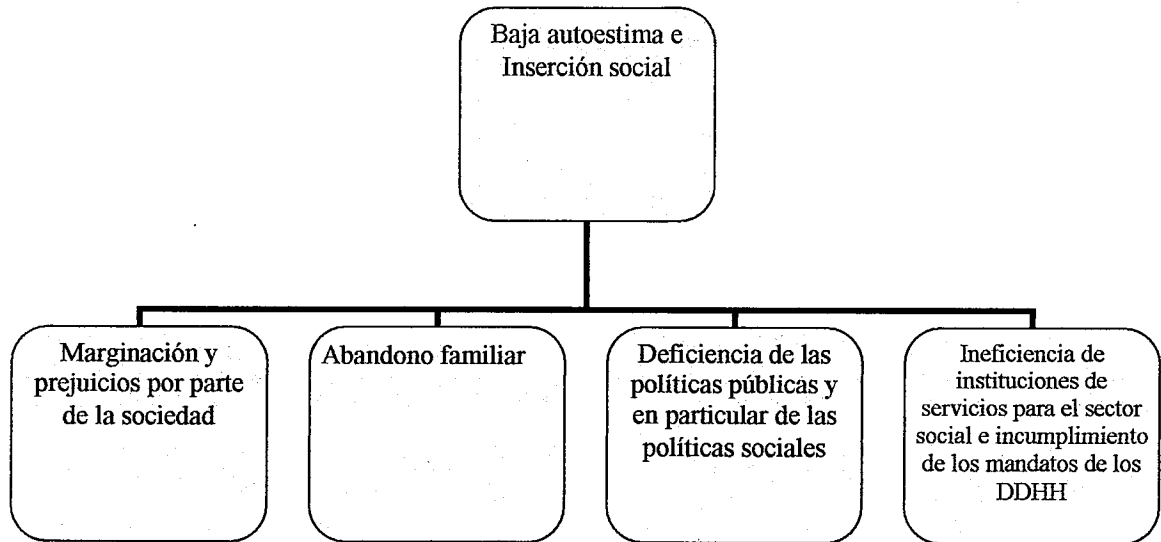 Baja autoestima e
Inserción social
Marginación y
prejuicios por parte
de la sociedad
Abandono familiar
Deficiencia de las
políticas públicas y
en particular de las
políticas sociales
Ineficiencia de
instituciones de
servicios para el sector
social e incumplimiento
de los mandatos de los
DDHH